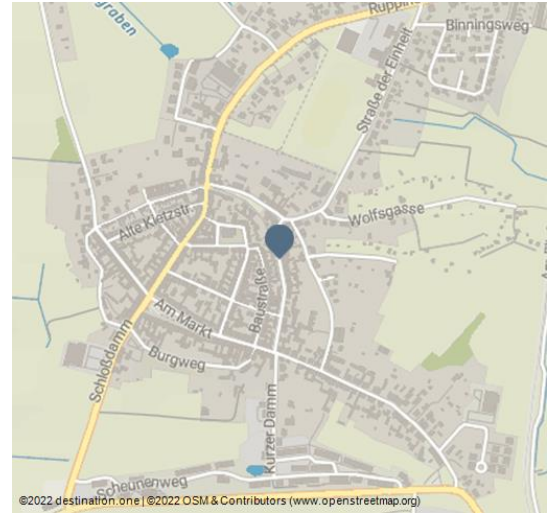 graben
Ruppin
Binningsweg
Straße der Einheit
Wolfsgasse
Alte Kietzstr.
Baustraße
Am Markt
Burgweg
Schloßdamm
Kurzer Damm
Scheunenweg
©2022 destination.one | ©2022 OSM & Contributors (www.openstreetmap.org)